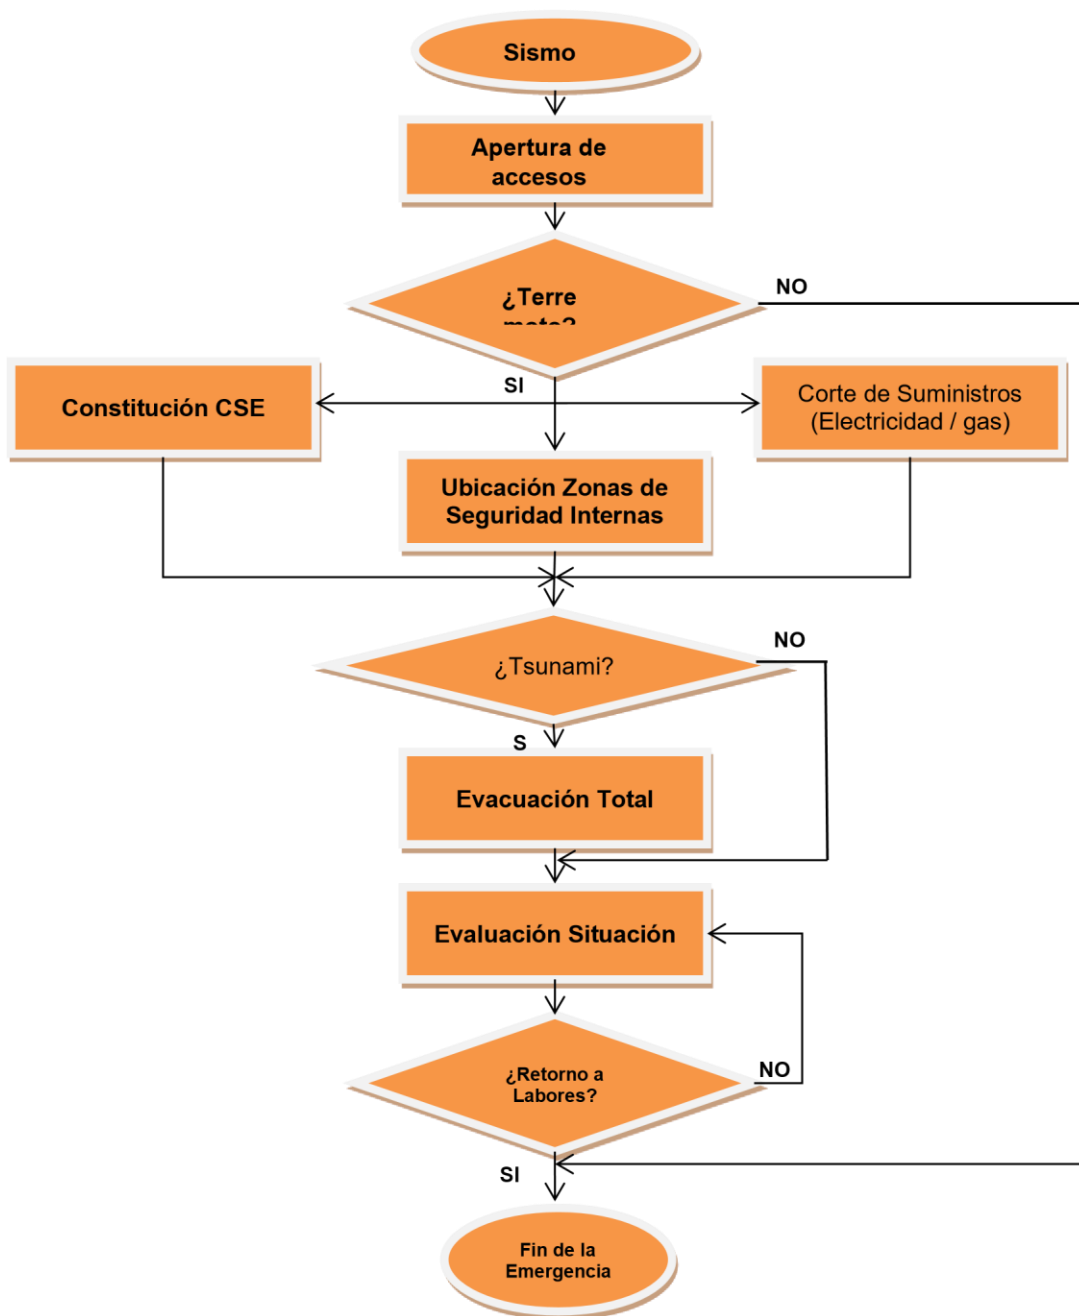 Sismo
Apertura de
accesos
¿Terre
moto?
NO
SI
Constitución CSE
Corte de Suministros
(Electricidad / gas)
Ubicación Zonas de
Seguridad Internas
¿Tsunami?
NO
S
Evacuación Total
Evaluación Situación
¿Retorno a
Labores?
NO
SI
Fin de la
Emergencia